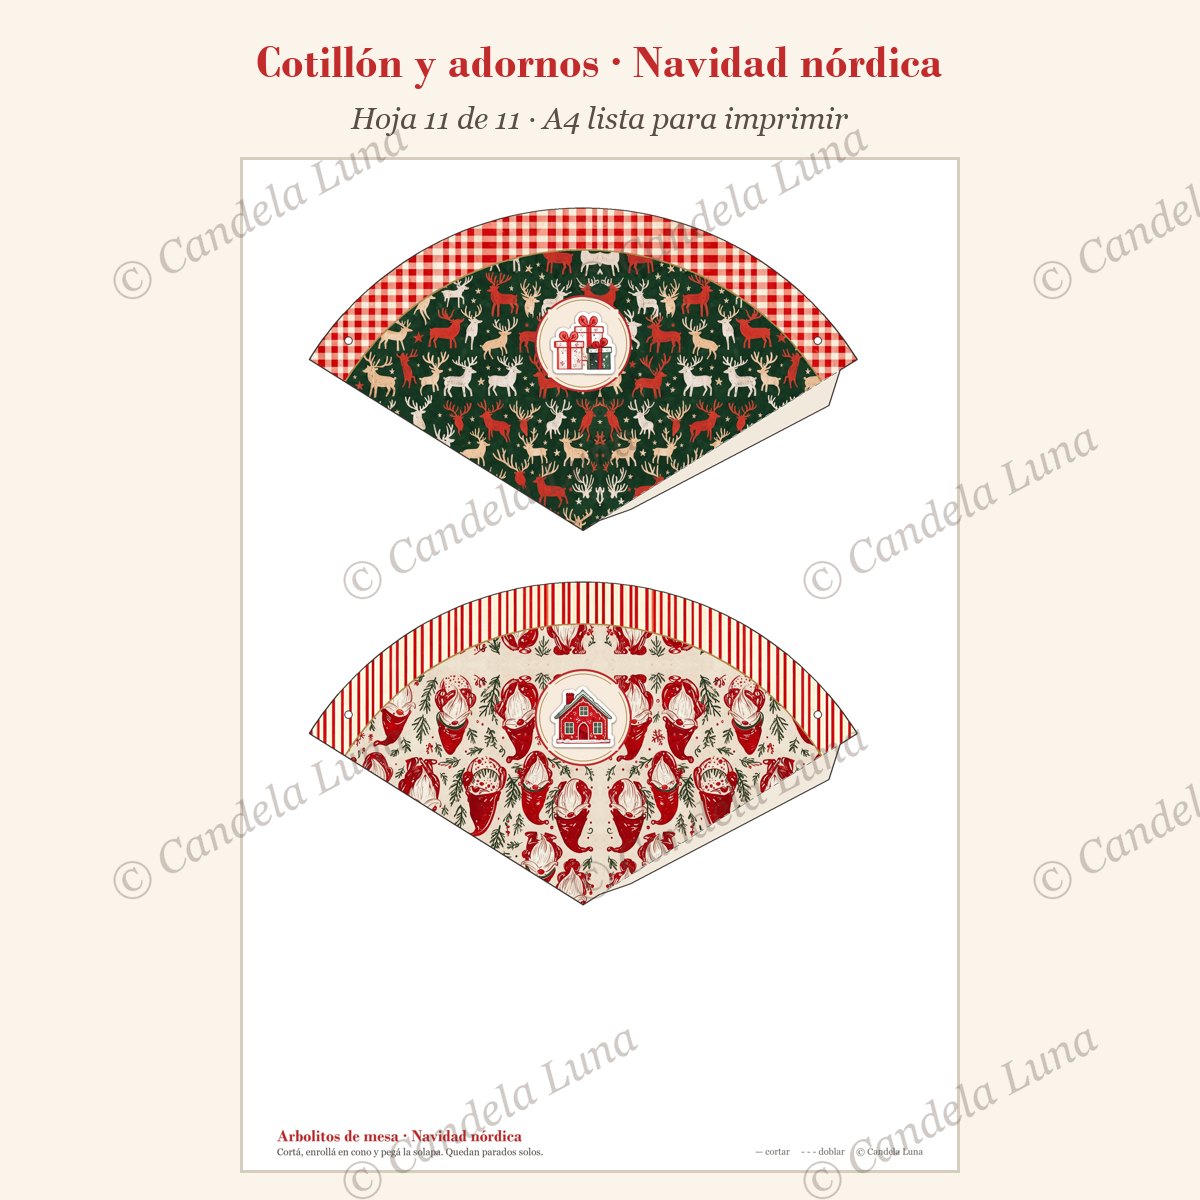 Cotillón y adornos · Navidad nórdica
Hoja 11 de 11 · A4 lista para imprimir
© Candela Luna
© Candela Luna
© Candela
© Candela Luna
© Candela Luna
© Candela Luna
© Candela Luna
© Candela
© Candela Luna
© Candela Luna
Arbolitos de mesa · Navidad nórdica
Cortá, enrollá en cono y pegá la solapa. Quedan parados solos.
— cortar - - - doblar | © Candela Luna